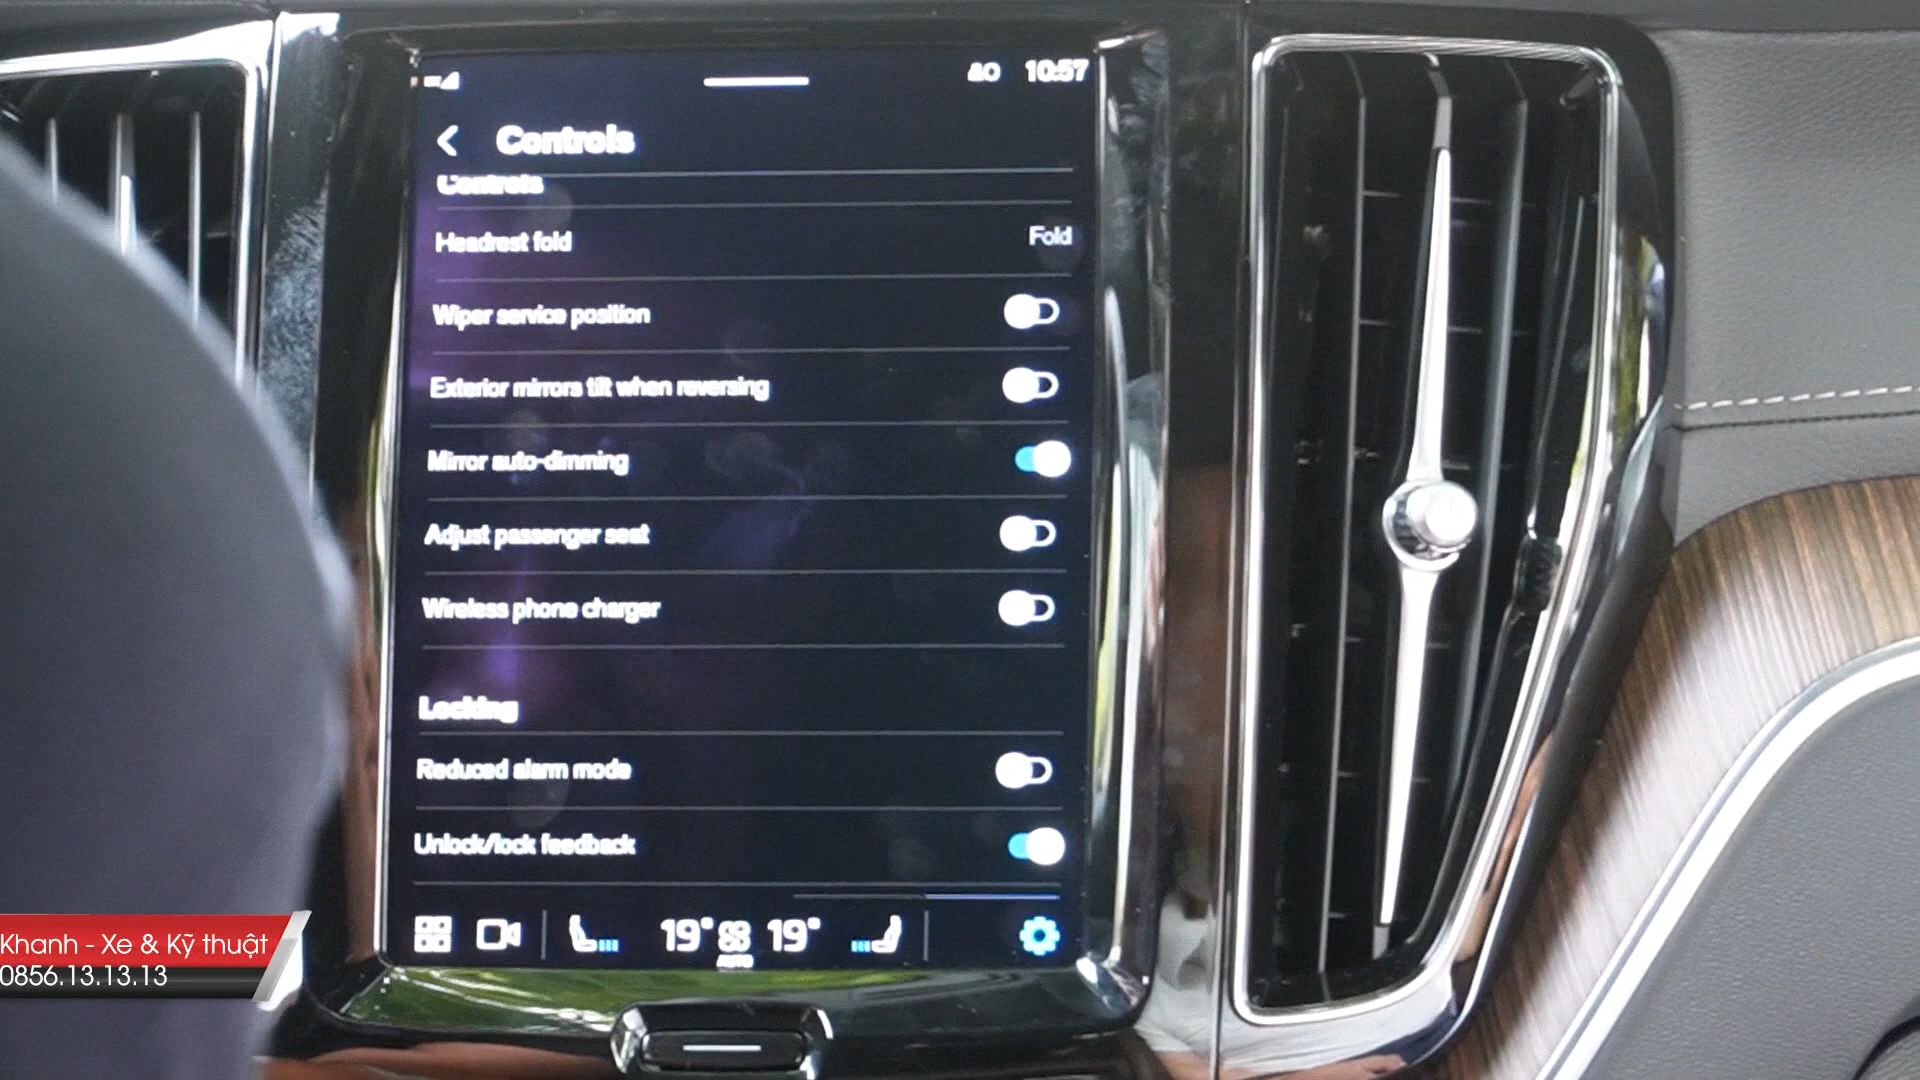 10:57
Controls
Controls
Headrest fold
Fold
Wiper service position
Exterior mirrors tilt when reversing
Mirror auto-dimming
Adjust passenger seat
Wireless phone charger
Locking
Reduced alarm mode
Unlock/lock feedback
19° 19°
AUTO
Khanh - Xe & Kỹ thuật
0856.13.13.13